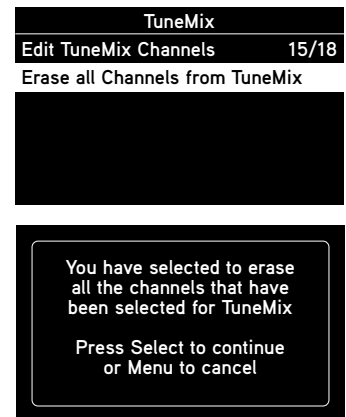 TuneMix
Edit TuneMix Channels 15/18
Erase all Channels from TuneMix
You have selected to erase
all the channels that have
been selected for TuneMix
Press Select to continue
or Menu to cancel